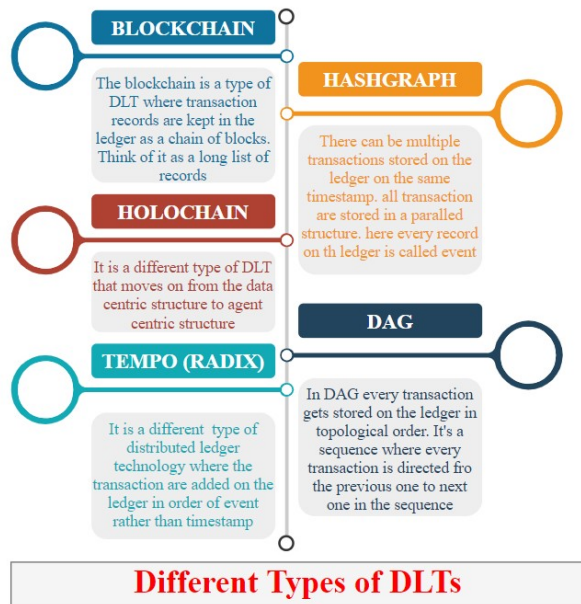 BLOCKCHAIN
The blockchain is a type of
DLT where transaction
records are kept in the
ledger as a chain of blocks.
Think of it as a long list of
records
HASHGRAPH
There can be multiple
transactions stored on the
ledger on the same
timestamp. all transaction
are stored in a paralled
structure. here every record
on th ledger is called event
HOLOCHAIN
It is a different type of DLT
that moves on from the data
centric structure to agent
centric structure
DAG
In DAG every transaction
gets stored on the ledger in
topological order. It's a
sequence where every
transaction is directed fro
the previous one to next
one in the sequence
TEMPO (RADIX)
It is a different type of
distributed ledger
technology where the
transaction are added on the
ledger in order of event
rather than timestamp
Different Types of DLTs